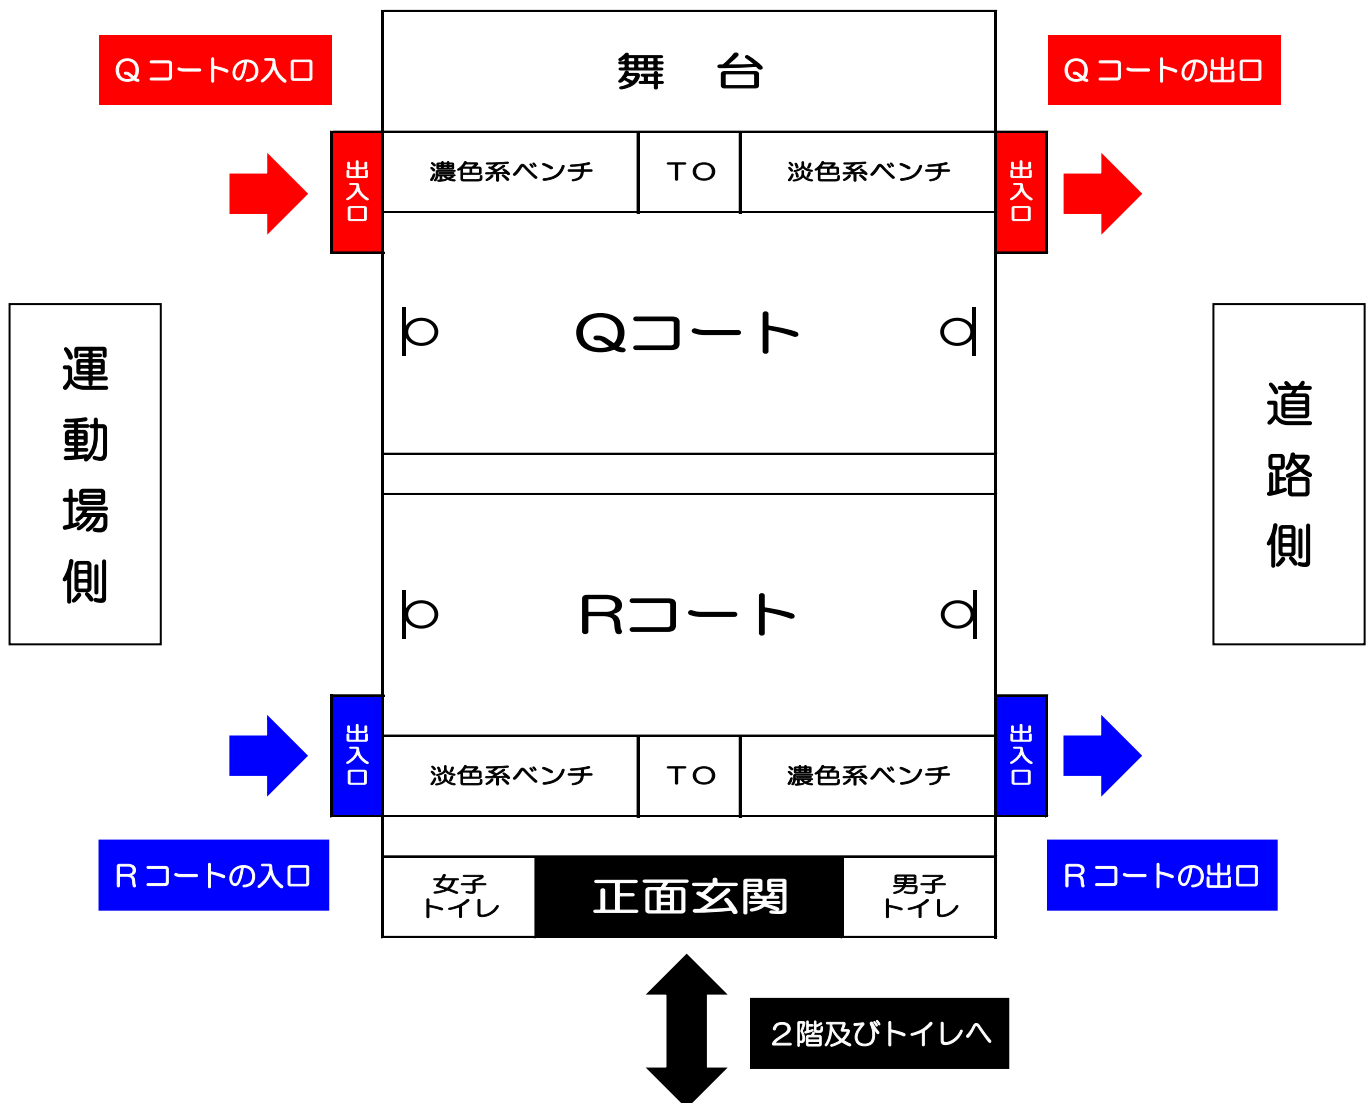 Qコートの入口
舞　台
Qコートの出口
出入口
濃色系ベンチ
TO
淡色系ベンチ
出入口
Qコート
運動場側
道路側
Rコート
出入口
淡色系ベンチ
TO
濃色系ベンチ
出入口
Rコートの入口
女子
トイレ
正面玄関
男子
トイレ
Rコートの出口
２階及びトイレへ